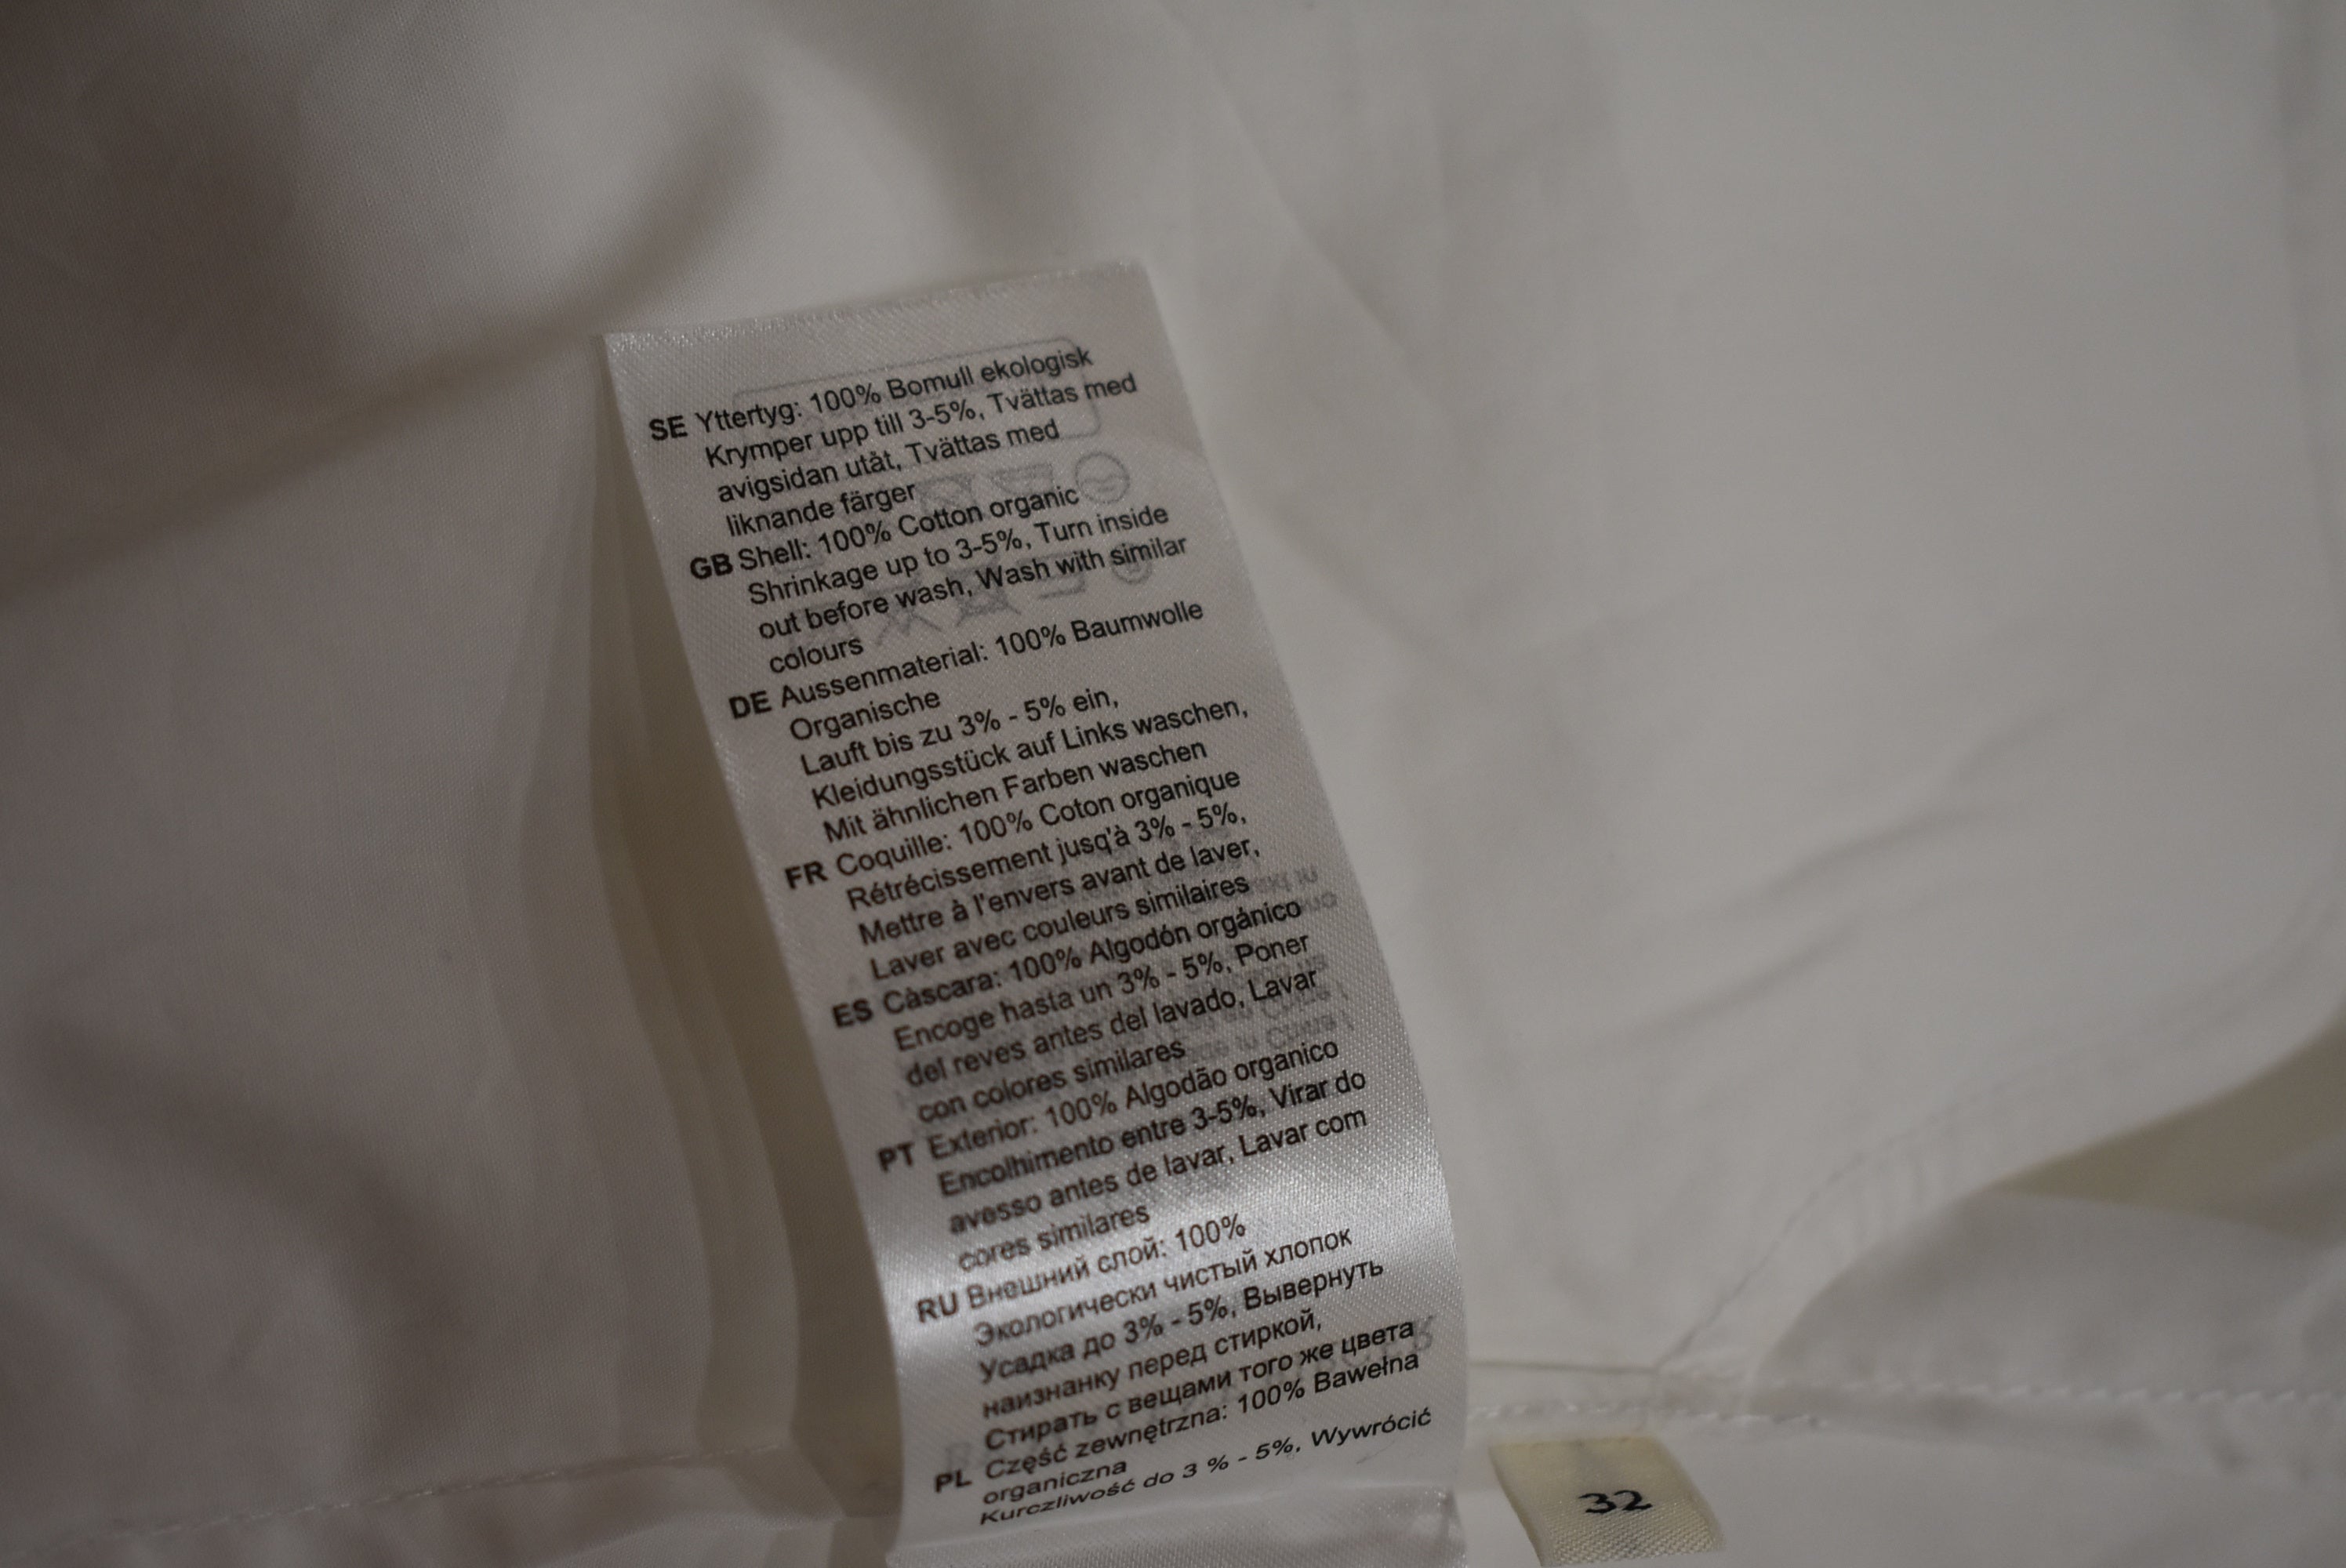 SE Yttertyg: 100% Bomull ekologisk
Krymper upp till 3-5%, Tvättas med
avigsidan utåt, Tvättas med
liknande färger
GB Shell: 100% Cotton organic
Shrinkage up to 3-5%, Turn inside
out before wash, Wash with similar
colours
DE Aussenmaterial: 100% Baumwolle
Organische
Lauft bis zu 3% - 5% ein,
Kleidungsstück auf Links waschen,
Mit ähnlichen Farben waschen
FR Coquille: 100% Coton organique
Rétrécissement jusq'à 3% - 5%,
Mettre à l'envers avant de laver,
Laver avec couleurs similaires
ES Càscara: 100% Algodón orgánico
Encoge hasta un 3% - 5%, Poner
del reves antes del lavado, Lavar
con colores similares
PT Exterior: 100% Algodão organico
Encolhimento entre 3-5%, Virar do
avesso antes de lavar, Lavar com
cores similares
RU Внешний слой: 100%
Экологически чистый хлопок
Усадка до 3% - 5%, Вывернуть
наизнанку перед стиркой,
Стирать с вещами того же цвета
PL Część zewnętrzna: 100% Bawełna
organiczna
Kurczliwość do 3 % - 5%, Wywrócić
32